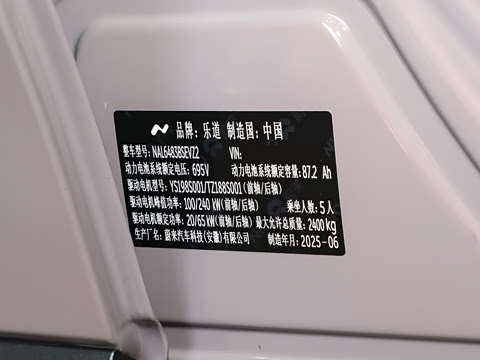 品牌：乐道 制造国：中国
整车型号：NAL6483BSEVZ2 VIN：
动力电池系统额定电压：695V 动力电池系统额定容量：87.2 Ah
驱动电机型号：YS198S001/TZ188S001（前轴/后轴）
驱动电机峰值功率：100/240 kW（前轴/后轴） 乘坐人数：5人
驱动电机额定功率：20/65 kW（前轴/后轴） 最大允许总质量：2400 kg
生产厂名：蔚来汽车科技（安徽）有限公司 制造年月：2025-06